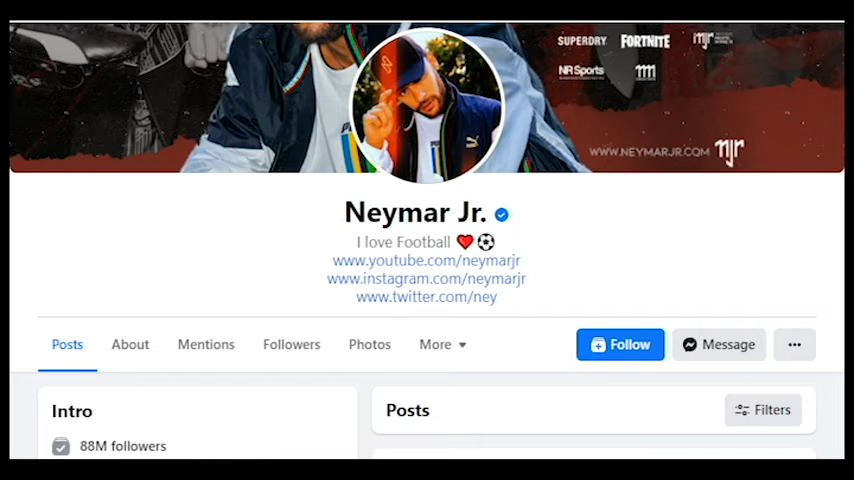 SUPERDRY FORTNITE njr
NR Sports
WWW.NEYMARJR.COM njr
Neymar Jr.
I love Football
www.youtube.com/neymarjr
www.instagram.com/neymarjr
www.twitter.com/ney
Posts About Mentions Followers Photos More Follow Message ...
Intro
Posts Filters
88M followers